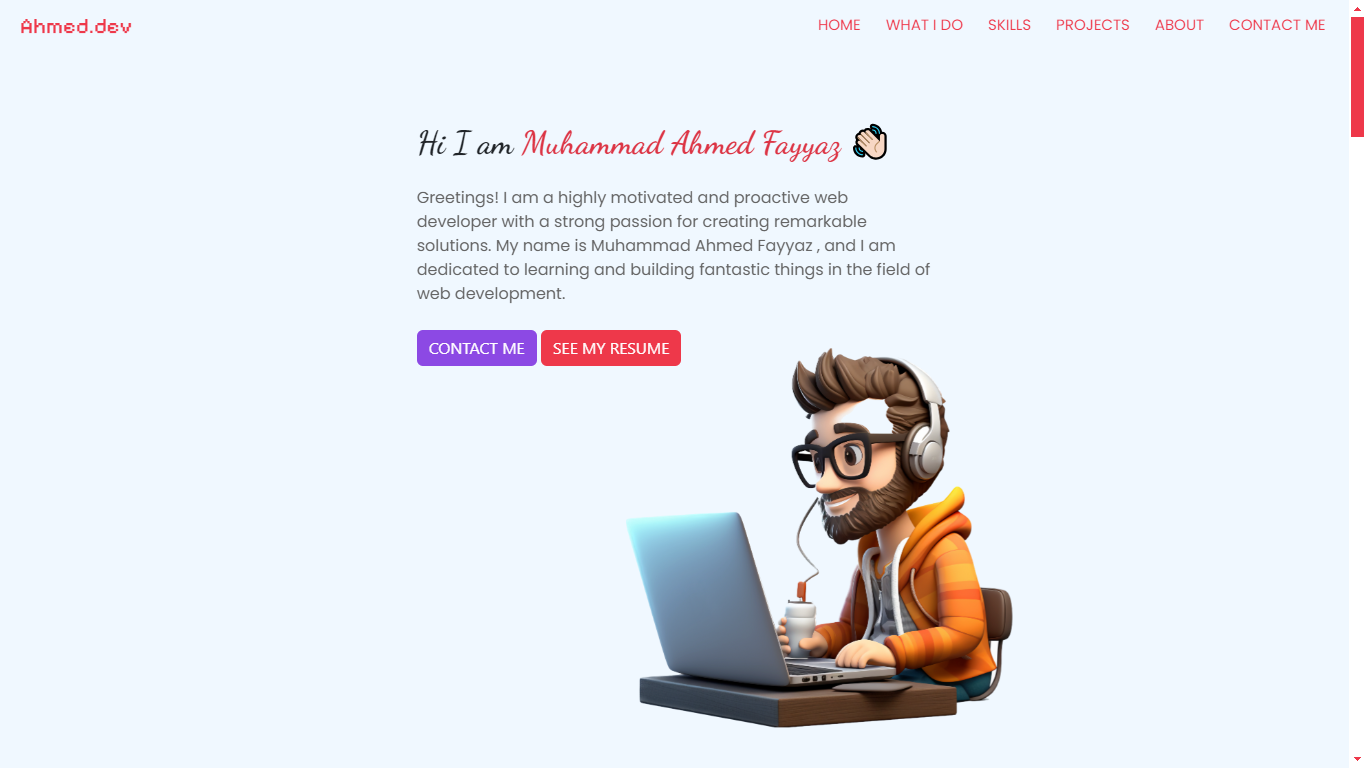 Ahmed.dev
HOME WHAT I DO SKILLS PROJECTS ABOUT CONTACT ME
Hi I am Muhammad Ahmed Fayyaz
Greetings! I am a highly motivated and proactive web
developer with a strong passion for creating remarkable
solutions. My name is Muhammad Ahmed Fayyaz , and I am
dedicated to learning and building fantastic things in the field of
web development.
CONTACT ME SEE MY RESUME